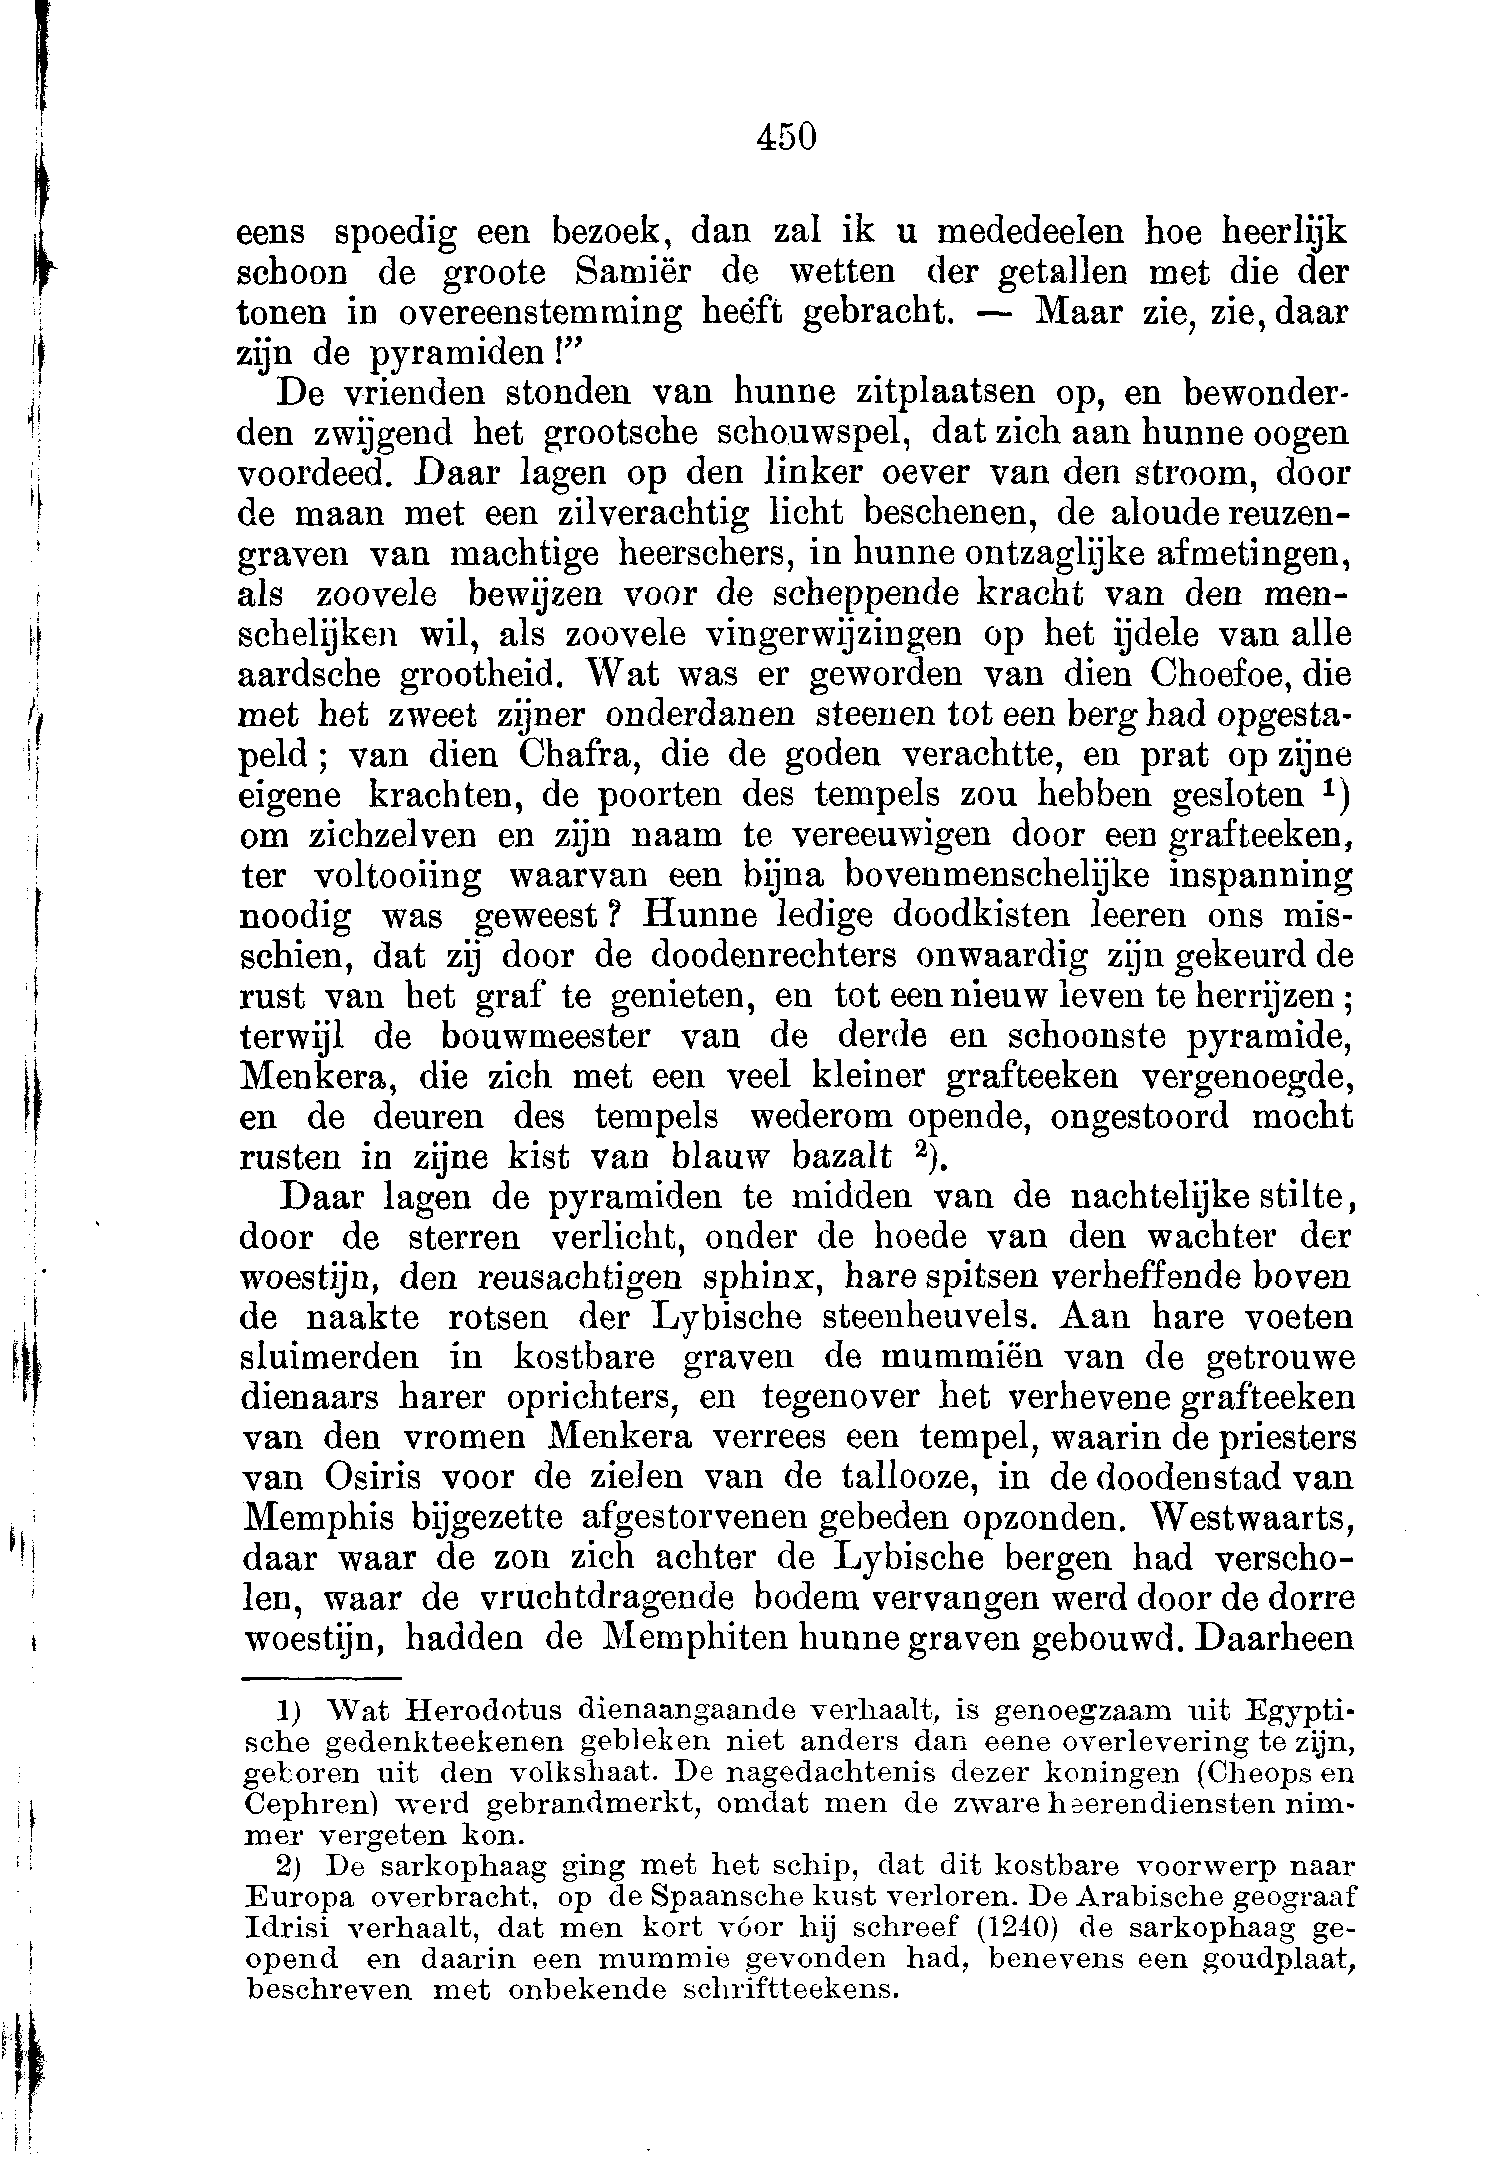 450
eens spoedig een bezoek, dan zal ik u mededeelen hoe heerlijk
schoon de groote Samiër de wetten der getallen met die der
tonen in overeenstemming heéft gebracht. — Maar zie, zie, daar
zijn de pyramiden!”
De vrienden stonden van hunne zitplaatsen op, en bewonder-
den zwijgend het grootsche schouwspel, dat zich aan hunne oogen
voordeed. Daar lagen op den linker oever van den stroom, door
de maan met een zilverachtig licht beschenen, de aloude reuzen-
graven van machtige heerschers, in hunne ontzaglijke afmetingen,
als zoovele bewijzen voor de scheppende kracht van den men-
schelijken wil, als zoovele vingerwijzingen op het ijdele van alle
aardsche grootheid. Wat was er geworden van dien Choefoe, die
met het zweet zijner onderdanen steenen tot een berg had opgesta-
peld; van dien Chafra, die de goden verachtte, en prat op zijne
eigene krachten, de poorten des tempels zou hebben gesloten 1)
om zichzelven en zijn naam te vereeuwigen door een grafteeken,
ter voltooiing waarvan een bijna bovenmenschelijke inspanning
noodig was geweest? Hunne ledige doodkisten leeren ons mis-
schien, dat zij door de doodenrechters onwaardig zijn gekeurd de
rust van het graf te genieten, en tot een nieuw leven te herrijzen;
terwijl de bouwmeester van de derde en schoonste pyramide,
Menkera, die zich met een veel kleiner grafteeken vergenoegde,
en de deuren des tempels wederom opende, ongestoord mocht
rusten in zijne kist van blauw bazalt 2).
Daar lagen de pyramiden te midden van de nachtelijke stilte,
door de sterren verlicht, onder de hoede van den wachter der
woestijn, den reusachtigen sphinx, hare spitsen verheffende boven
de naakte rotsen der Lybische steenheuvels. Aan hare voeten
sluimerden in kostbare graven de mummiën van de getrouwe
dienaars harer oprichters, en tegenover het verhevene grafteeken
van den vromen Menkera verrees een tempel, waarin de priesters
van Osiris voor de zielen van de tallooze, in de doodenstad van
Memphis bijgezette afgestorvenen gebeden opzonden. Westwaarts,
daar waar de zon zich achter de Lybische bergen had verscho-
len, waar de vruchtdragende bodem vervangen werd door de dorre
woestijn, hadden de Memphiten hunne graven gebouwd. Daarheen
1) Wat Herodotus dienaangaande verhaalt, is genoegzaam uit Egypti-
sche gedenkteekenen gebleken niet anders dan eene overlevering te zijn,
geboren uit den volkshaat. De nagedachtenis dezer koningen (Cheops en
Cephren) werd gebrandmerkt, omdat men de zware heerendiensten nim-
mer vergeten kon.
2) De sarkophaag ging met het schip, dat dit kostbare voorwerp naar
Europa overbracht, op de Spaansche kust verloren. De Arabische geograaf
Idrisi verhaalt, dat men kort vóor hij schreef (1240) de sarkophaag ge-
opend en daarin een mummie gevonden had, benevens een goudplaat,
beschreven met onbekende schriftteekens.